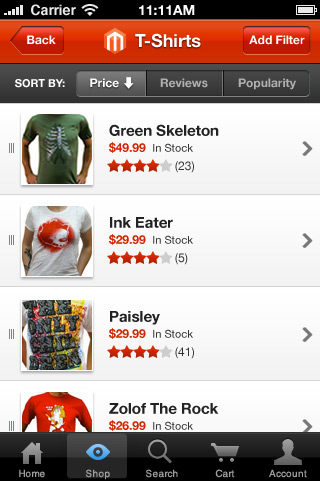 Carrier 11:11AM
Back T-Shirts Add Filter
SORT BY: Price Reviews Popularity
Green Skeleton
$49.99 In Stock
(23)
Ink Eater
$29.99 In Stock
(5)
Paisley
$29.99 In Stock
(41)
Zolof The Rock
$26.99 In Stock
Home Shop Search Cart Account